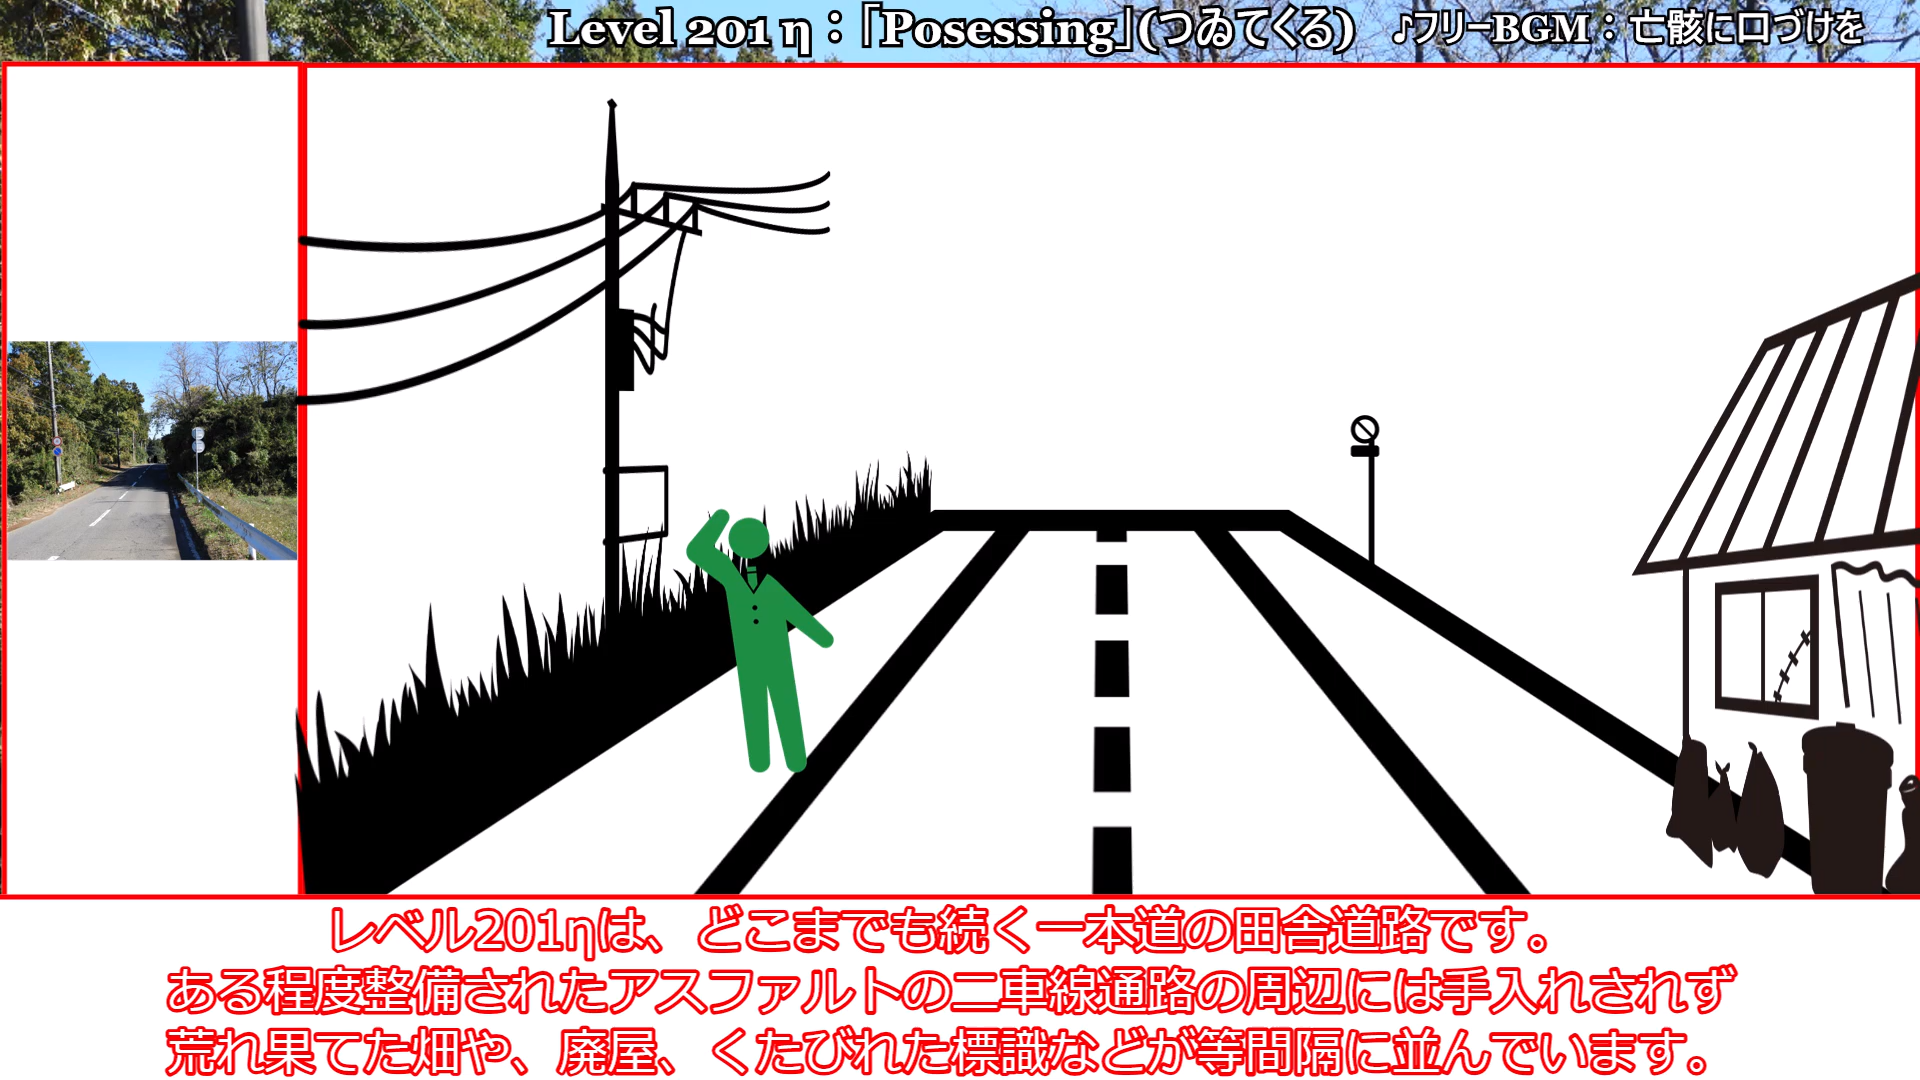 Level 201 η：「Posessing」(つゐてくる)　♪フリーBGM：亡骸に口づけを
レベル201ηは、どこまでも続く一本道の田舎道路です。
ある程度整備されたアスファルトの二車線通路の周辺には手入れされず
荒れ果てた畑や、廃屋、くたびれた標識などが等間隔に並んでいます。